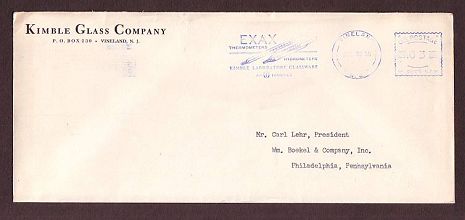 KIMBLE GLASS COMPANY
P. O. BOX 230 • VINELAND, N. J.
EXAX
THERMOMETERS
HYDROMETERS
KIMBLE LABORATORY GLASSWARE
Mr. Carl Lehr, President
Wm. Boekel & Company, Inc.
Philadelphia, Pennsylvania